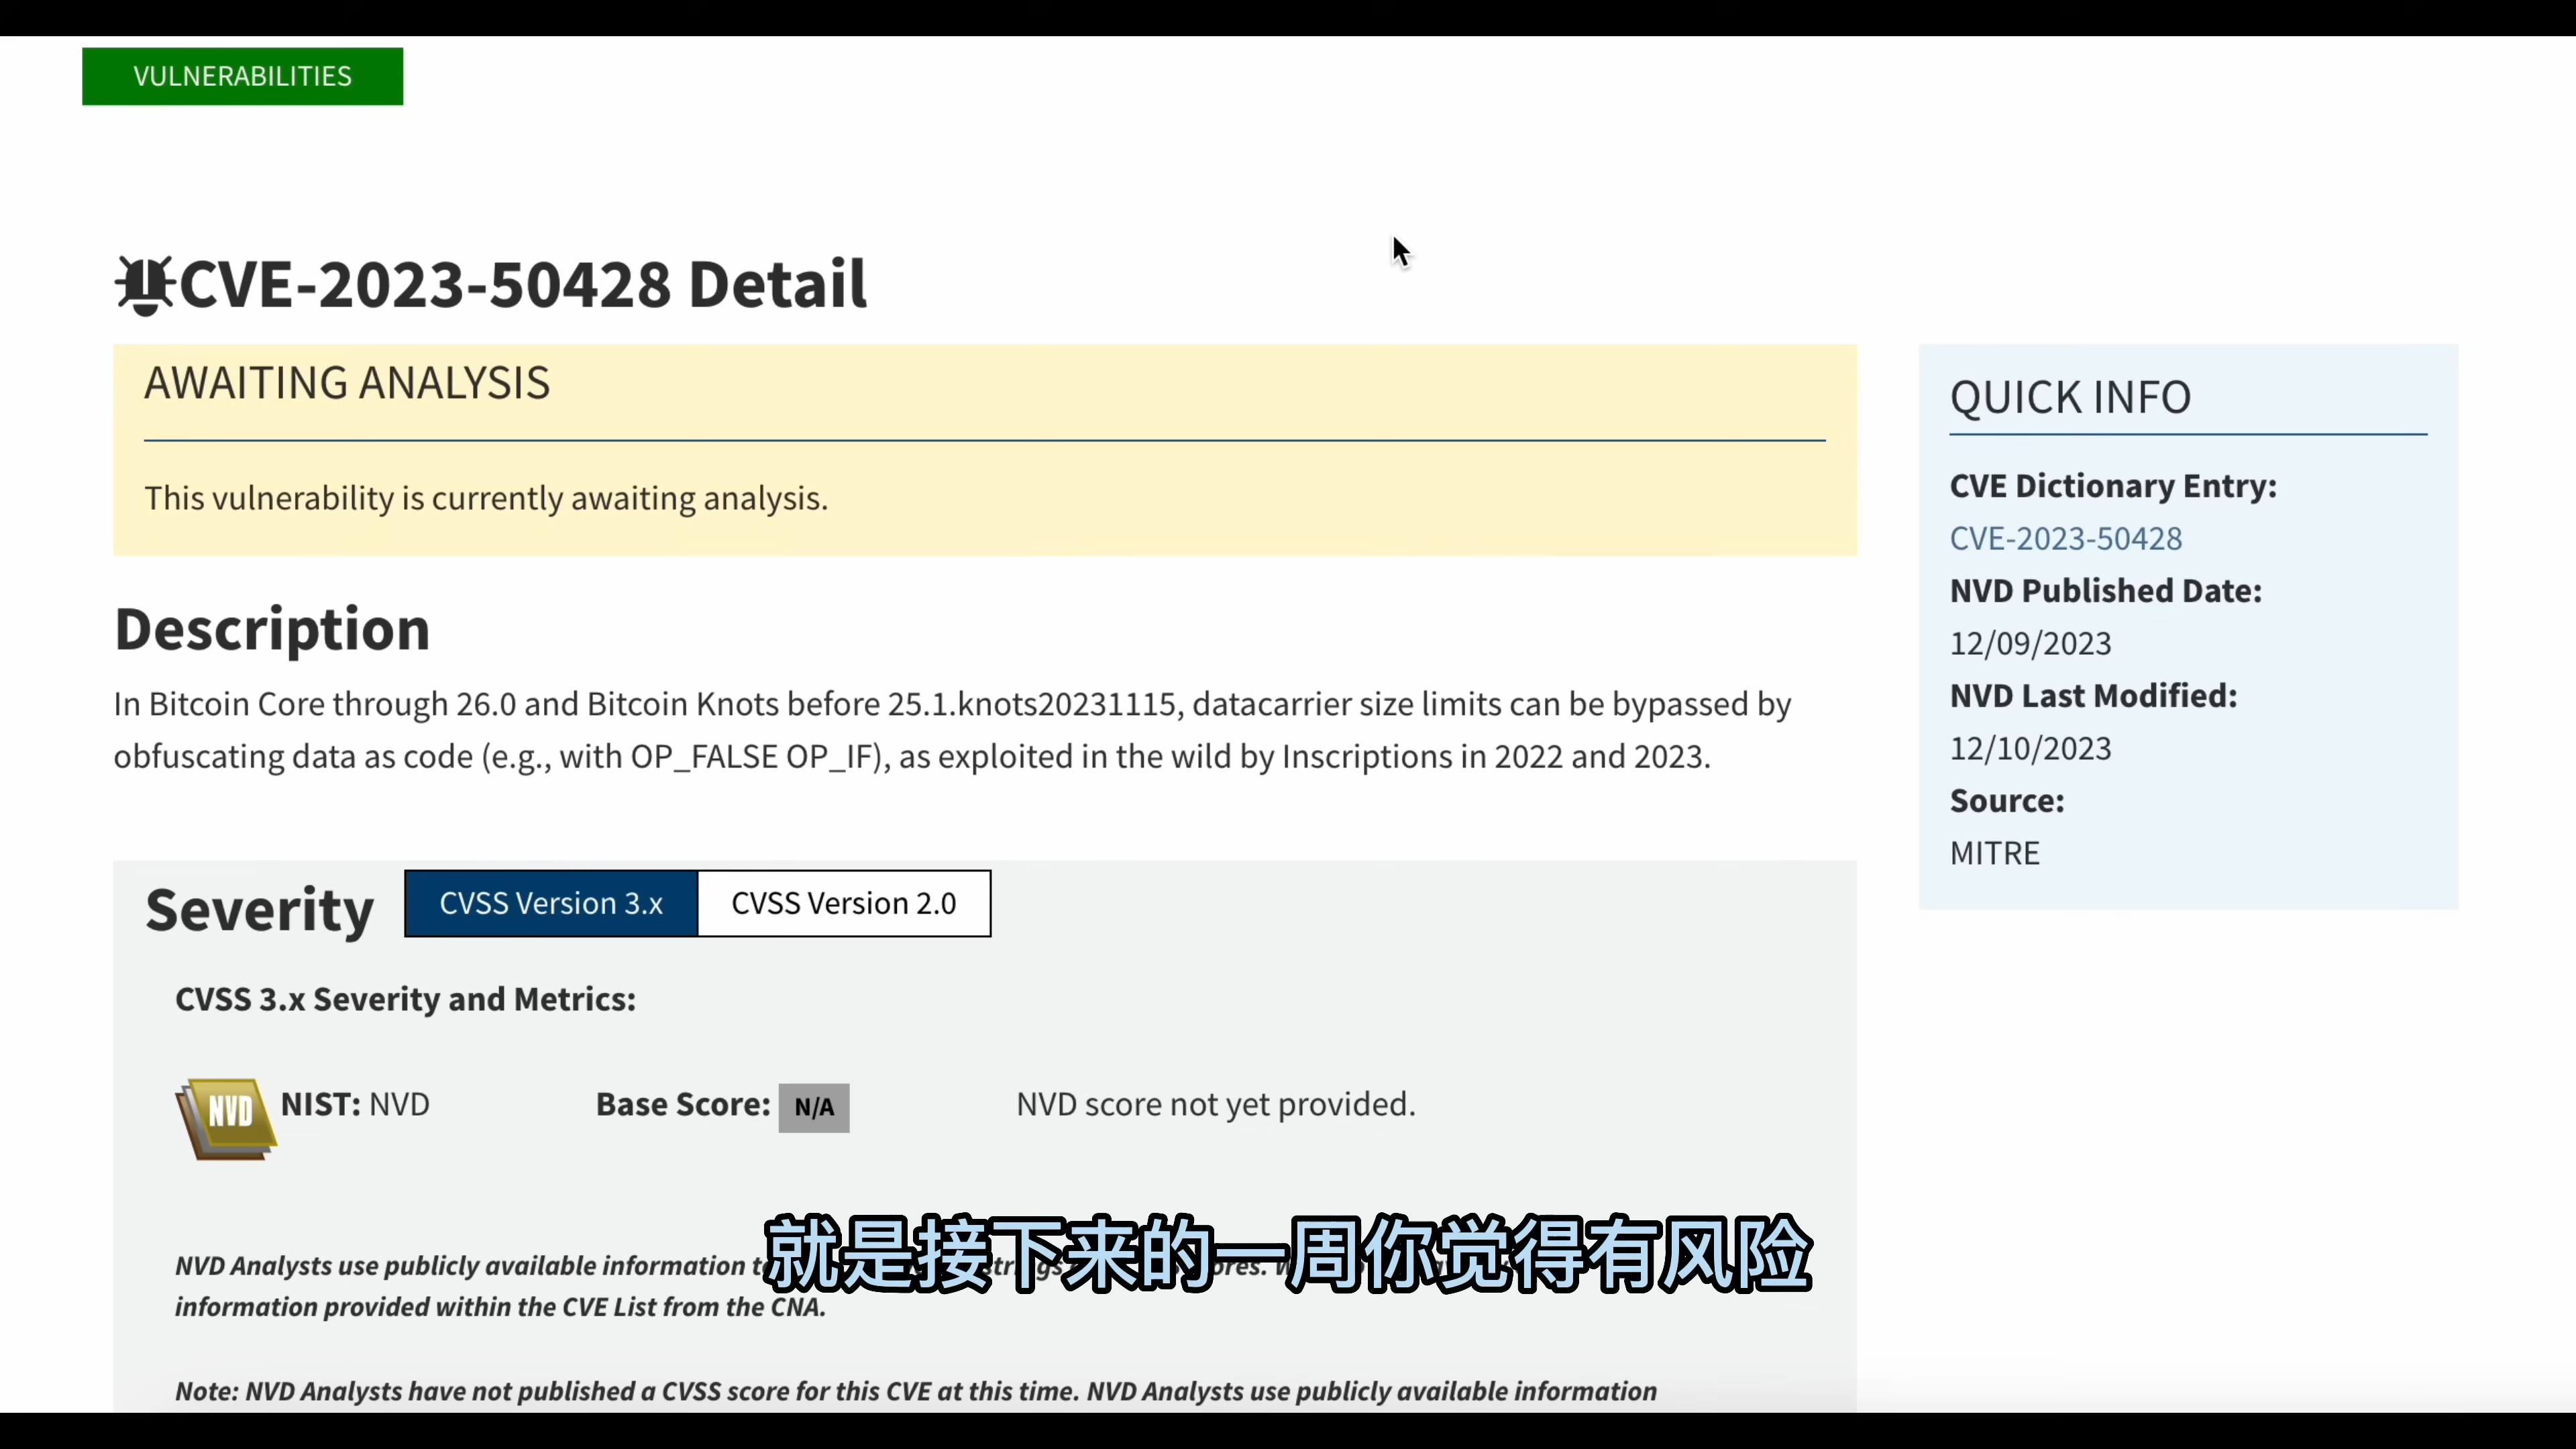 VULNERABILITIES
CVE-2023-50428 Detail
AWAITING ANALYSIS
This vulnerability is currently awaiting analysis.
Description
In Bitcoin Core through 26.0 and Bitcoin Knots before 25.1.knots20231115, datacarrier size limits can be bypassed by
obfuscating data as code (e.g., with OP_FALSE OP_IF), as exploited in the wild by Inscriptions in 2022 and 2023.
QUICK INFO
CVE Dictionary Entry:
CVE-2023-50428
NVD Published Date:
12/09/2023
NVD Last Modified:
12/10/2023
Source:
MITRE
Severity
CVSS Version 3.x
CVSS Version 2.0
CVSS 3.x Severity and Metrics:
NVD
NIST: NVD
Base Score: N/A
NVD score not yet provided.
NVD Analysts use publicly available information
就是接下来的一周你觉得有风险
information provided within the CVE List from the CNA.
Note: NVD Analysts have not published a CVSS score for this CVE at this time. NVD Analysts use publicly available information